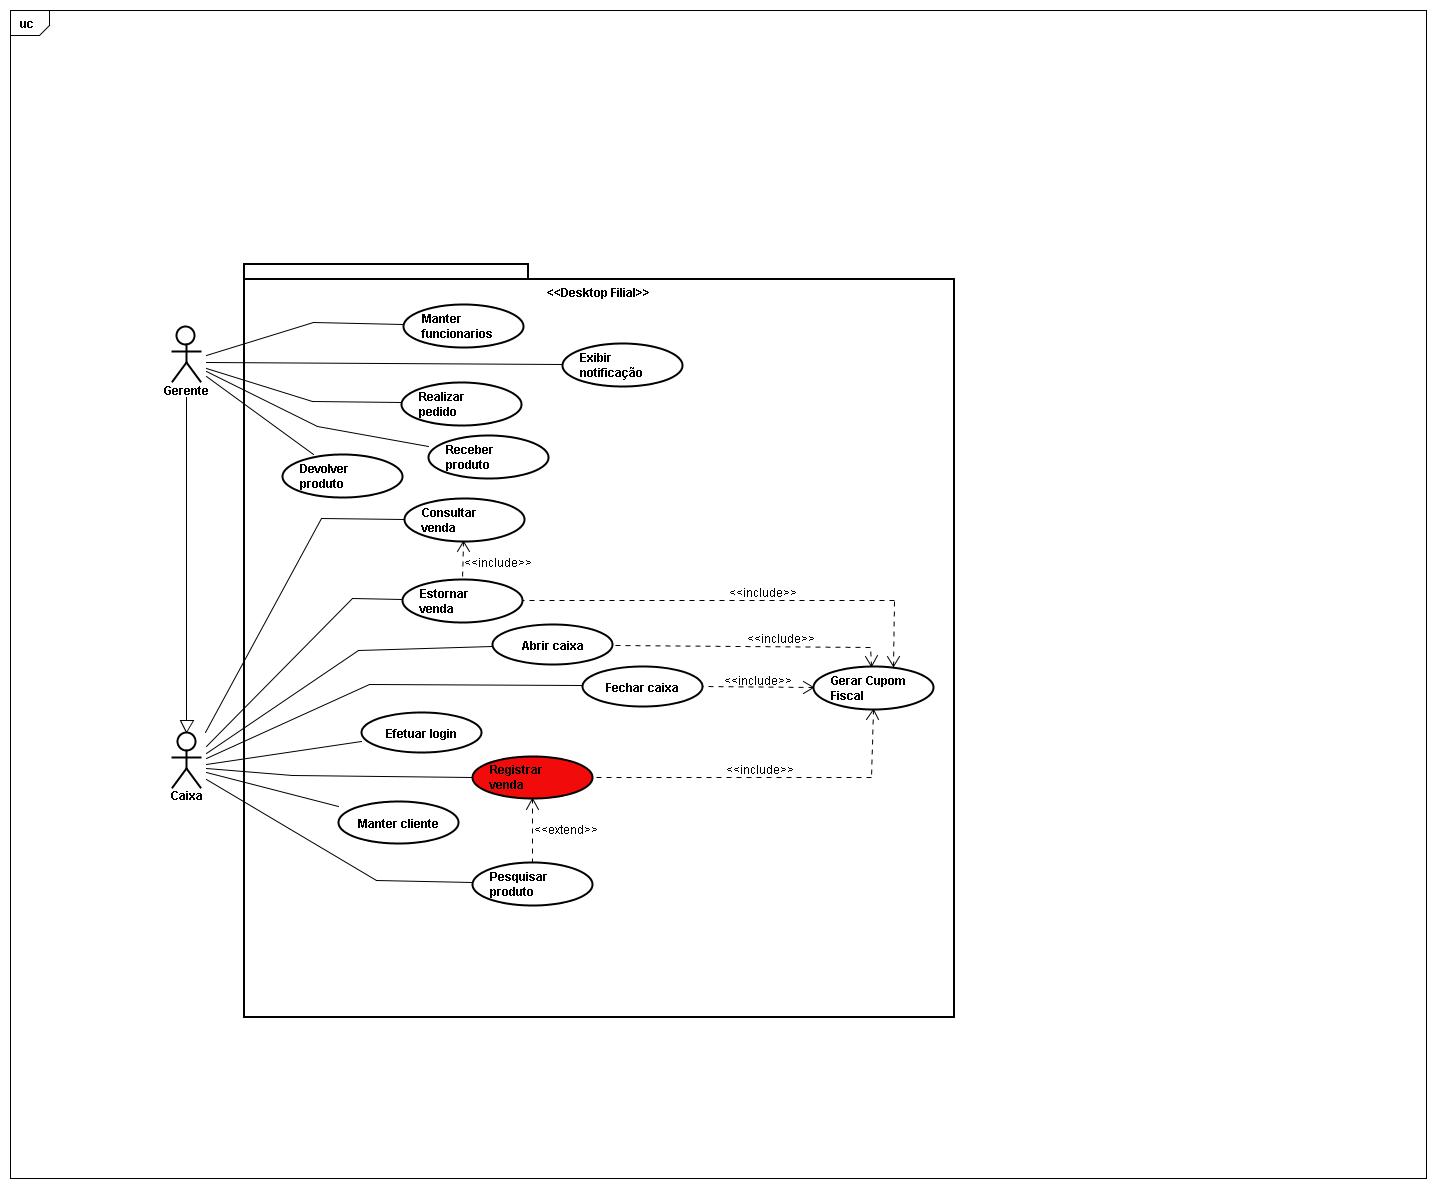 uc
<<Desktop Filial>>
Manter
funcionarios
Exibir
notificação
Gerente
Realizar
pedido
Receber
produto
Devolver
produto
Consultar
venda
<<include>>
Estornar
venda
<<include>>
Abrir caixa
<<include>>
Fechar caixa
<<include>>
Gerar Cupom
Fiscal
Efetuar login
Caixa
Registrar
venda
<<include>>
Manter cliente
<<extend>>
Pesquisar
produto